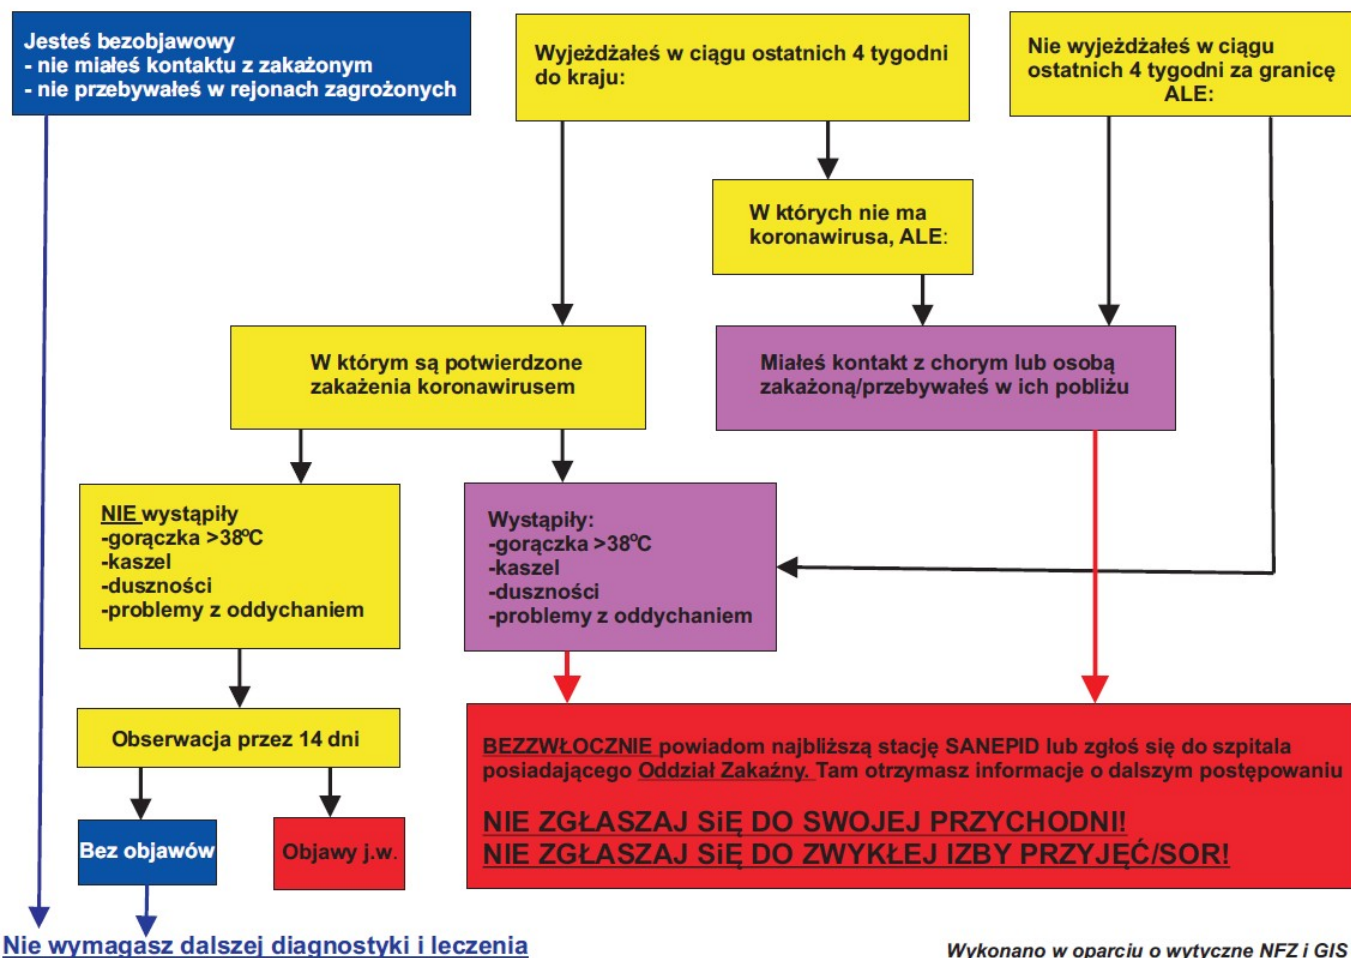 Jesteś bezobjawowy
- nie miałeś kontaktu z zakażonym
- nie przebywałeś w rejonach zagrożonych
Wyjeżdżałeś w ciągu ostatnich 4 tygodni
do kraju:
Nie wyjeżdżałeś w ciągu
ostatnich 4 tygodni za granicę
ALE:
W których nie ma
koronawirusa, ALE:
W którym są potwierdzone
zakażenia koronawirusem
Miałeś kontakt z chorym lub osobą
zakażoną/przebywałeś w ich pobliżu
NIE wystąpiły
-gorączka >38ºC
-kaszel
-duszności
-problemy z oddychaniem
Wystąpiły:
-gorączka >38ºC
-kaszel
-duszności
-problemy z oddychaniem
Obserwacja przez 14 dni
Bez objawów
Objawy j.w.
BEZZWŁOCZNIE powiadom najbliższą stację SANEPID lub zgłoś się do szpitala
posiadającego Oddział Zakaźny. Tam otrzymasz informacje o dalszym postępowaniu
NIE ZGŁASZAJ SiĘ DO SWOJEJ PRZYCHODNI!
NIE ZGŁASZAJ SiĘ DO ZWYKŁEJ IZBY PRZYJĘĆ/SOR!
Nie wymagasz dalszej diagnostyki i leczenia
Wykonano w oparciu o wytyczne NFZ i GIS